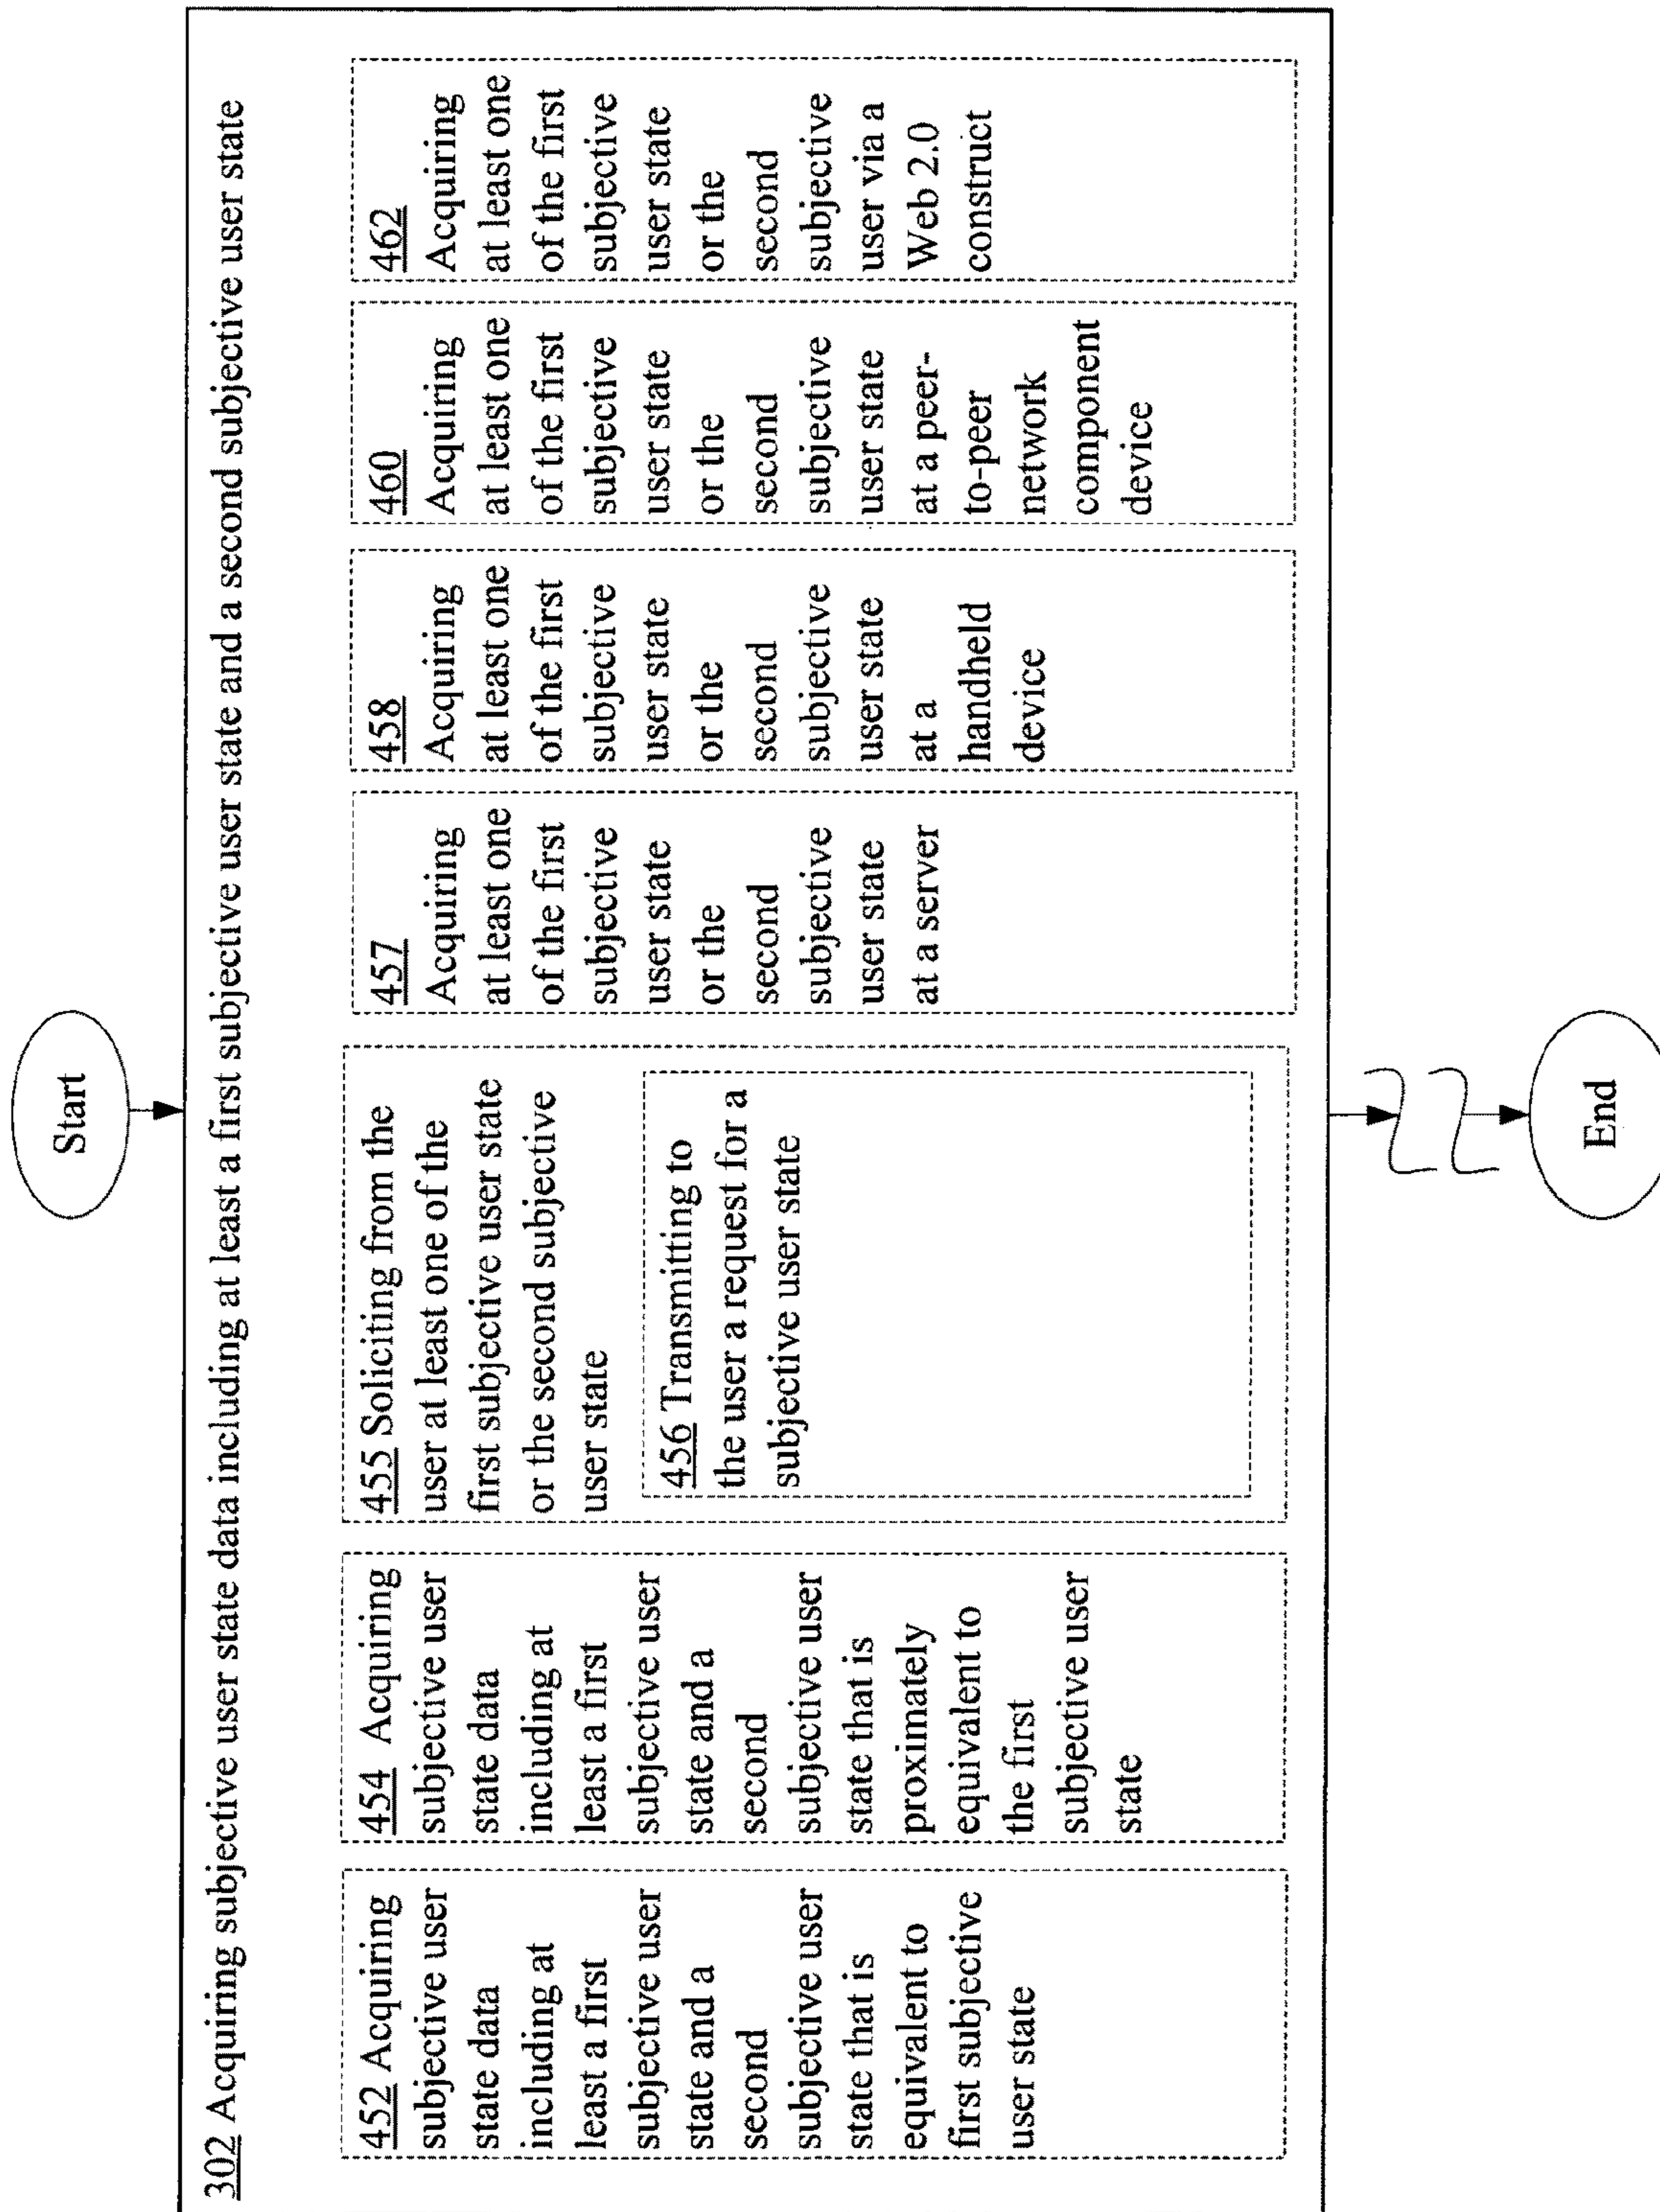 Start
302 Acquiring subjective user state data including at least a first subjective user state and a second subjective user state
452 Acquiring
subjective user
state data
including at
least a first
subjective user
state and a
second
subjective user
state that is
equivalent to
first subjective
user state
454 Acquiring
subjective user
state data
including at
least a first
subjective user
state and a
second
subjective user
state that is
proximately
equivalent to
the first
subjective user
state
455 Soliciting from the
user at least one of the
first subjective user state
or the second subjective
user state
456 Transmitting to
the user a request for a
subjective user state
457
Acquiring
at least one
of the first
subjective
user state
or the
second
subjective
user state
at a server
458
Acquiring
at least one
of the first
subjective
user state
or the
second
subjective
user state
at a
handheld
device
460
Acquiring
at least one
of the first
subjective
user state
or the
second
subjective
user state
at a peer-
to-peer
network
component
device
462
Acquiring
at least one
of the first
subjective
user state
or the
second
subjective
user via a
Web 2.0
construct
End